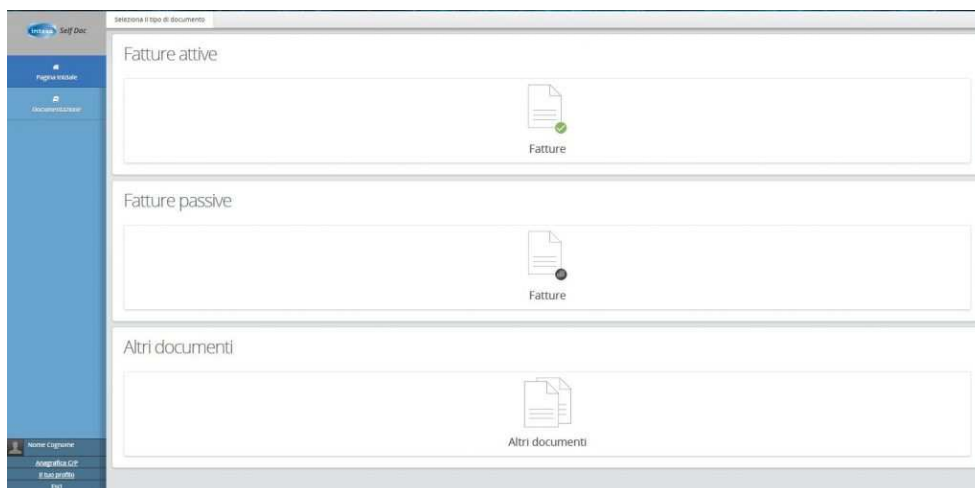 intesa Self Doc
Seleziona il tipo di documento
Pagina Iniziale
Documentazione
Fatture attive
Fatture
Fatture passive
Fatture
Altri documenti
Altri documenti
Nome Cognome
Anagrafica C/F
Il tuo profilo
Esci